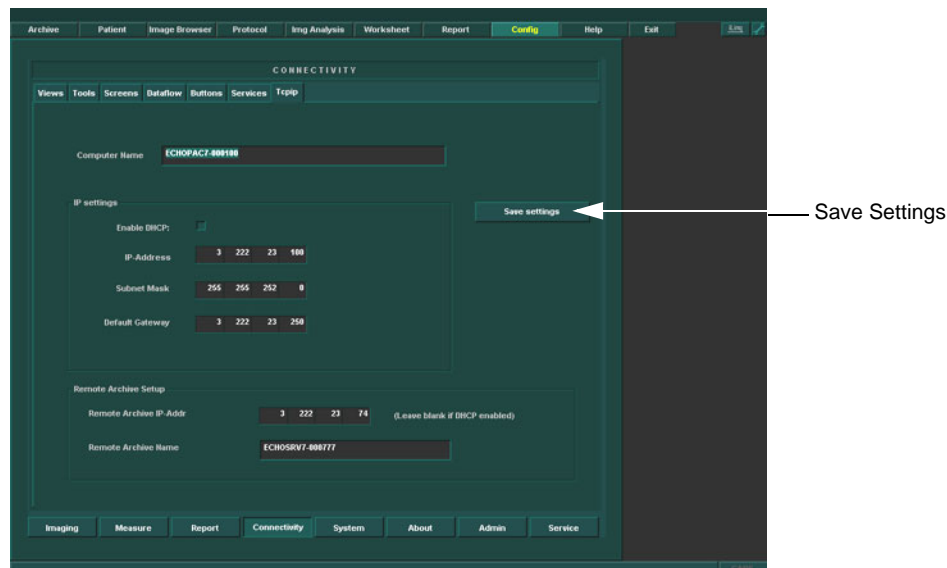 Archive Patient Image Browser Protocol Img Analysis Worksheet Report Config Help Exit
CONNECTIVITY
Views Tools Screens Dataflow Buttons Services Tcpip
Computer Name ECHOPAC7-000100
IP settings
Save settings
Save Settings
Enable DHCP:
IP-Address 3 222 23 100
Subnet Mask 255 255 252 0
Default Gateway 3 222 23 250
Remote Archive Setup
Remote Archive IP-Addr 3 222 23 74 (Leave blank if DHCP enabled)
Remote Archive Name ECHOSRV7-000777
Imaging Measure Report Connectivity System About Admin Service